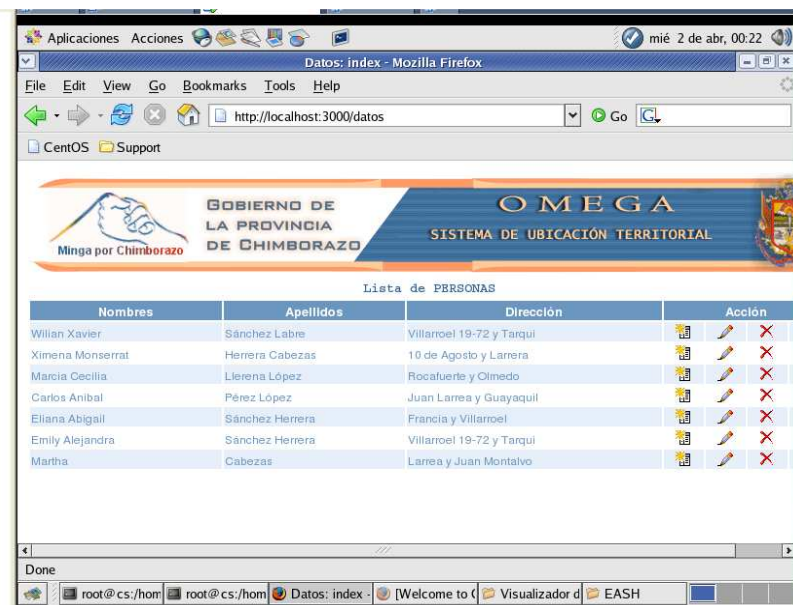 Aplicaciones Acciones mié 2 de abr, 00:22
Datos: index - Mozilla Firefox
File Edit View Go Bookmarks Tools Help
http://localhost:3000/datos Go G
CentOS Support
Minga por Chimborazo
GOBIERNO DE
LA PROVINCIA
DE CHIMBORAZO
OMEGA
SISTEMA DE UBICACIÓN TERRITORIAL
Lista de PERSONAS
Nombres Apellidos Dirección Acción
Wilian Xavier Sánchez Labre Villarroel 19-72 y Tarqui
Ximena Monserrat Herrera Cabezas 10 de Agosto y Larrera
Marcia Cecilia Llerena López Rocafuerte y Olmedo
Carlos Anibal Pérez López Juan Larrea y Guayaquil
Eliana Abigail Sánchez Herrera Francia y Villarroel
Emily Alejandra Sánchez Herrera Villarroel 19-72 y Tarqui
Martha Cabezas Larrea y Juan Montalvo
Done
root@cs:/hom root@cs:/hom Datos: index - [Welcome to ( Visualizador d EASH